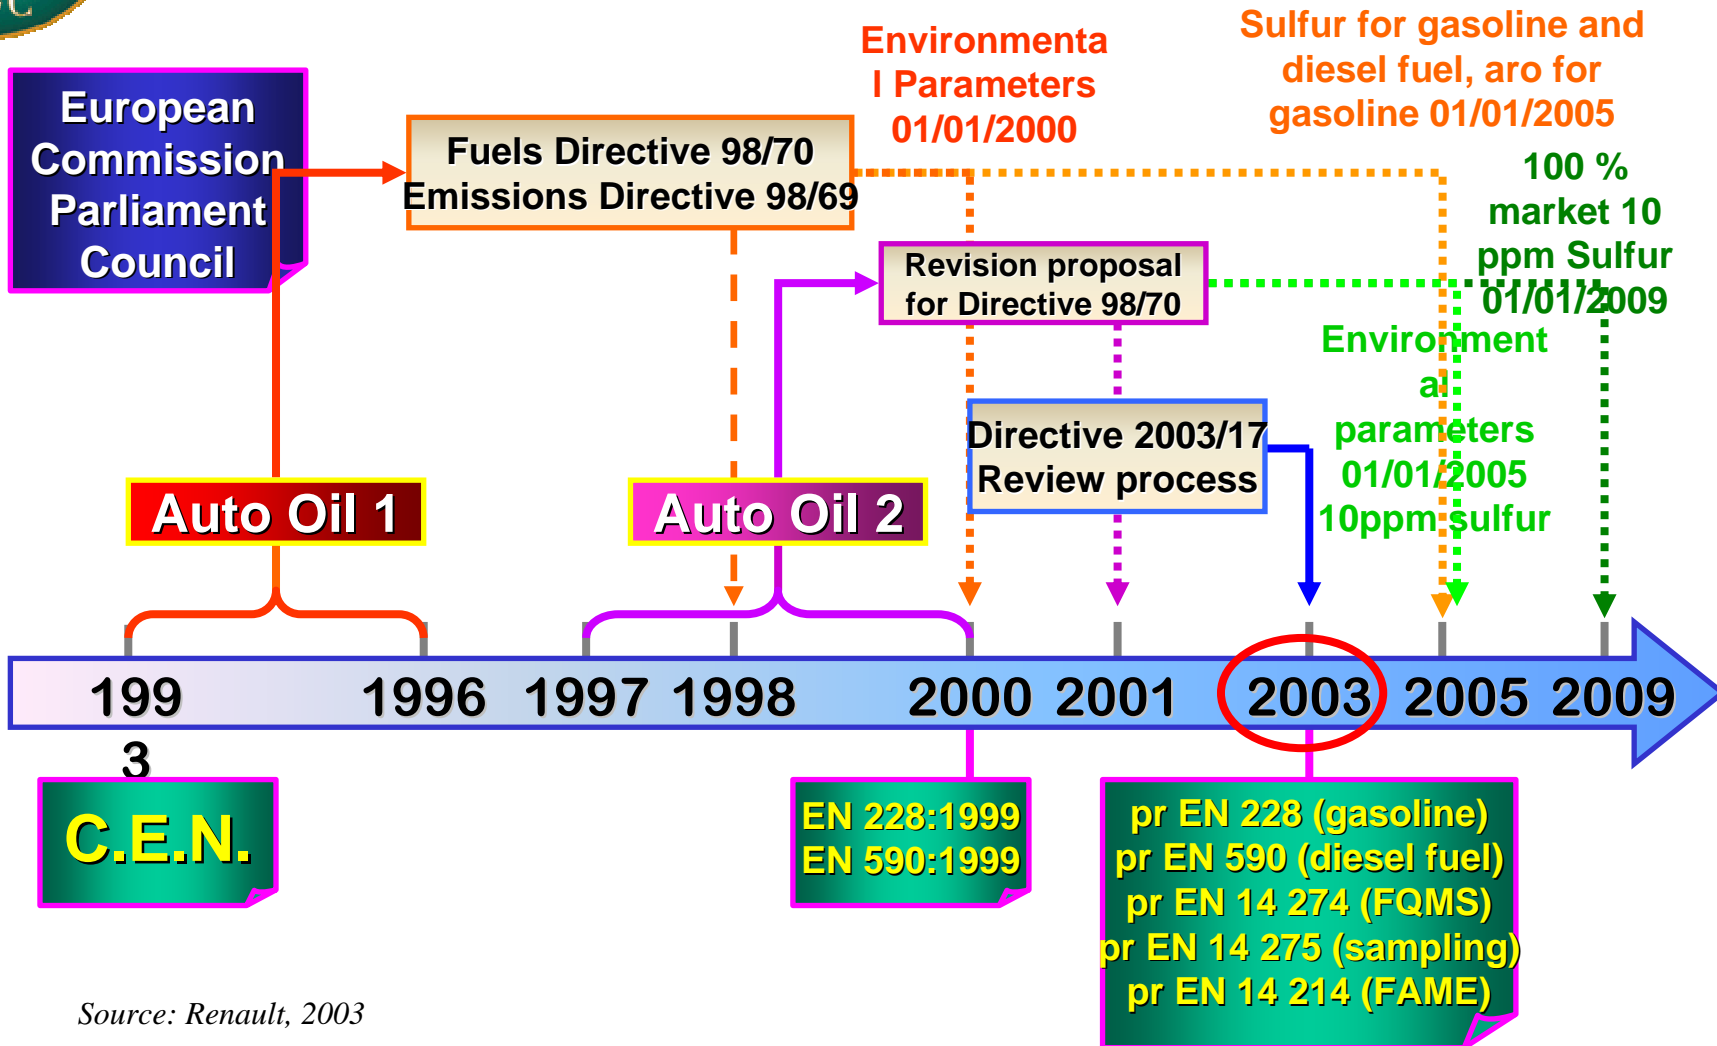 C
European
Commission
Parliament
Council
Fuels Directive 98/70
Emissions Directive 98/69
Environmenta
l Parameters
01/01/2000
Sulfur for gasoline and
diesel fuel, aro for
gasoline 01/01/2005
100 %
market 10
ppm Sulfur
01/01/2009
Revision proposal
for Directive 98/70
Environment
al
parameters
01/01/2005
10ppm sulfur
Directive 2003/17
Review process
Auto Oil 1
Auto Oil 2
199
3
1996
1997
1998
2000
2001
2003
2005
2009
C.E.N.
EN 228:1999
EN 590:1999
pr EN 228 (gasoline)
pr EN 590 (diesel fuel)
pr EN 14 274 (FQMS)
pr EN 14 275 (sampling)
pr EN 14 214 (FAME)
Source: Renault, 2003